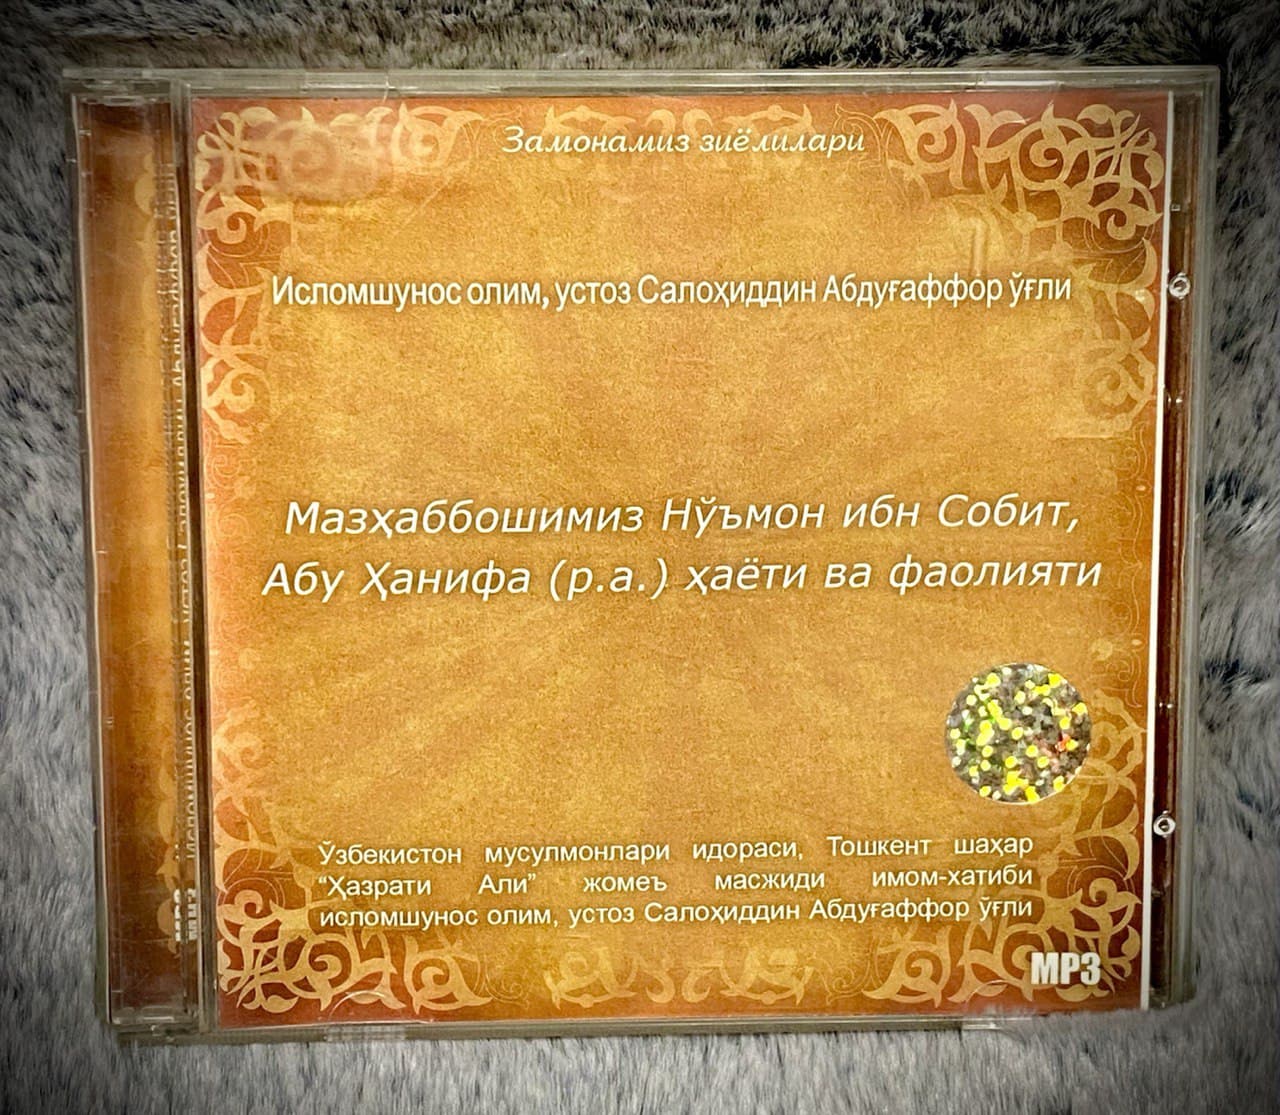 Замонамиз зиёлилари
Исломшунос олим, устоз Салоҳиддин Абдуғаффор ўғли
Мазҳаббошимиз Нўъмон ибн Собит,
Абу Ҳанифа (р.а.) ҳаёти ва фаолияти
Ўзбекистон мусулмонлари идораси, Тошкент шаҳар
“Ҳазрати Али” жомеъ масжиди имом-хатиби
исломшунос олим, устоз Салоҳиддин Абдуғаффор ўғли
MP3